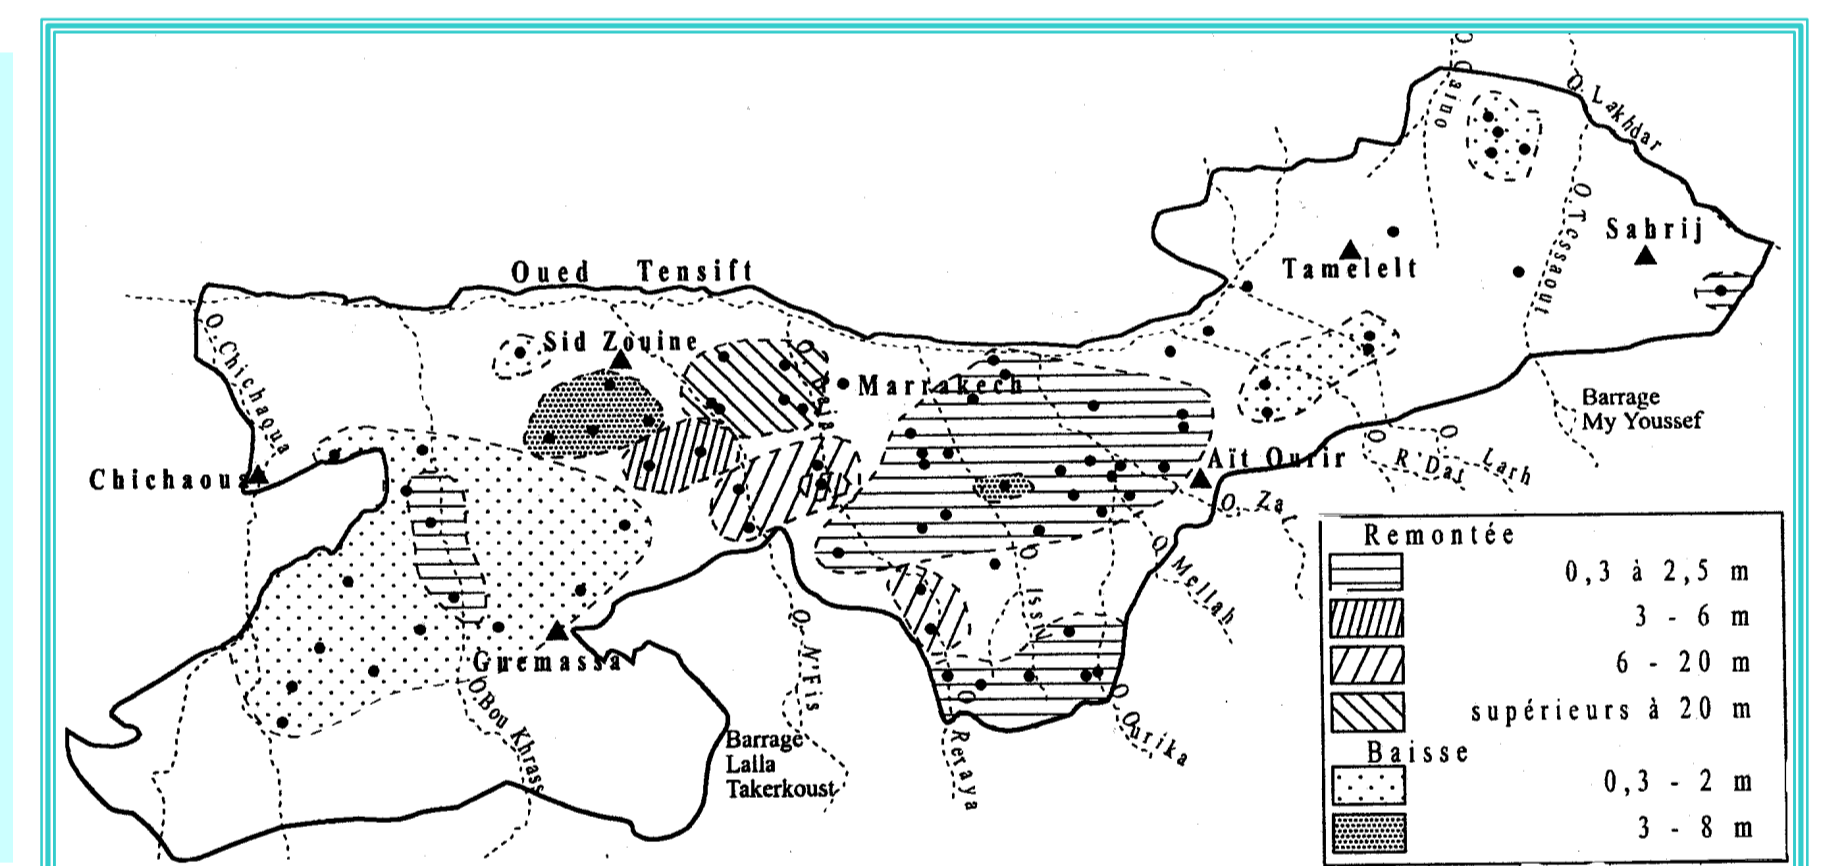 O. Gaino
O. Lakhdar
O. Tessaout
Sahrij
Tamelelt
Oued Tensift
Sid Zouine
O. Chichaoua
Marrakech
Barrage
My Youssef
Chichaoua
Aït Ourir
O R'Dat
O Larh
O. Za
O. Mellah
O Issil
Guemassa
O. N'Fis
O. Bou Khrass
Barrage
Lalla
Takerkoust
O Reraya
O Ourika
Remontée
0,3 à 2,5 m
3 - 6 m
6 - 20 m
supérieurs à 20 m
Baisse
0,3 - 2 m
3 - 8 m